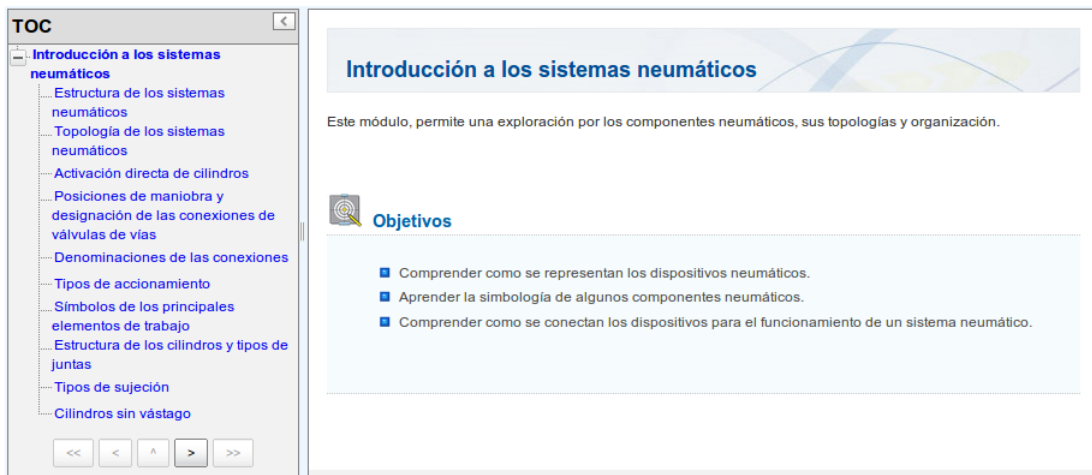 TOC
<
Introducción a los sistemas
neumáticos
Estructura de los sistemas
neumáticos
Topología de los sistemas
neumáticos
Activación directa de cilindros
Posiciones de maniobra y
designación de las conexiones de
válvulas de vías
Denominaciones de las conexiones
Tipos de accionamiento
Símbolos de los principales
elementos de trabajo
Estructura de los cilindros y tipos de
juntas
Tipos de sujeción
Cilindros sin vástago
<< < ^ > >>
Introducción a los sistemas neumáticos
Este módulo, permite una exploración por los componentes neumáticos, sus topologías y organización.
Objetivos
Comprender como se representan los dispositivos neumáticos.
Aprender la simbología de algunos componentes neumáticos.
Comprender como se conectan los dispositivos para el funcionamiento de un sistema neumático.